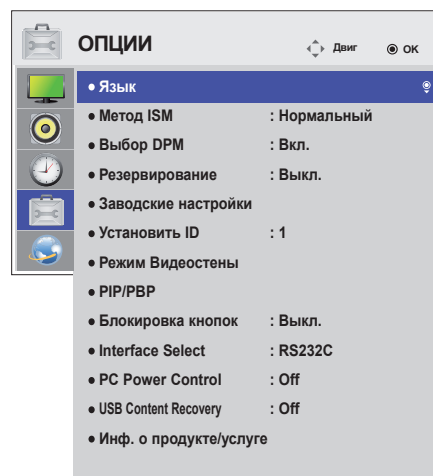 ОПЦИИ Двиг ОК
● Язык
● Метод ISM : Нормальный
● Выбор DPM : Вкл.
● Резервирование : Выкл.
● Заводские настройки
● Установить ID : 1
● Режим Видеостены
● PIP/PBP
● Блокировка кнопок : Выкл.
● Interface Select : RS232C
● PC Power Control : Off
● USB Content Recovery : Off
● Инф. о продукте/услуге